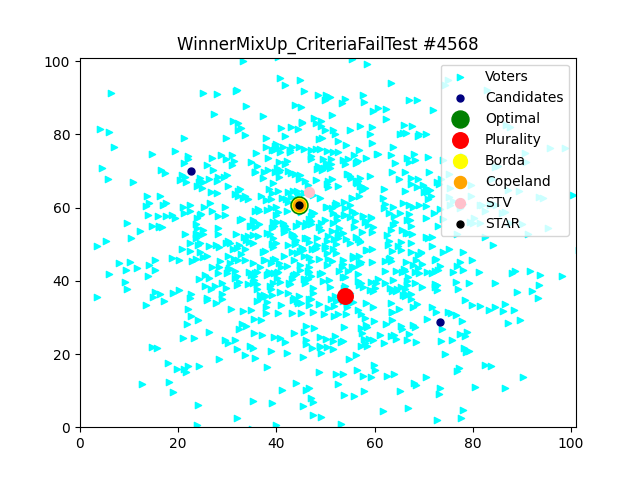 WinnerMixUp_CriteriaFailTest #4568
100
80
60
40
20
0
0 20 40 60 80 100
Voters
Candidates
Optimal
Plurality
Borda
Copeland
STV
STAR